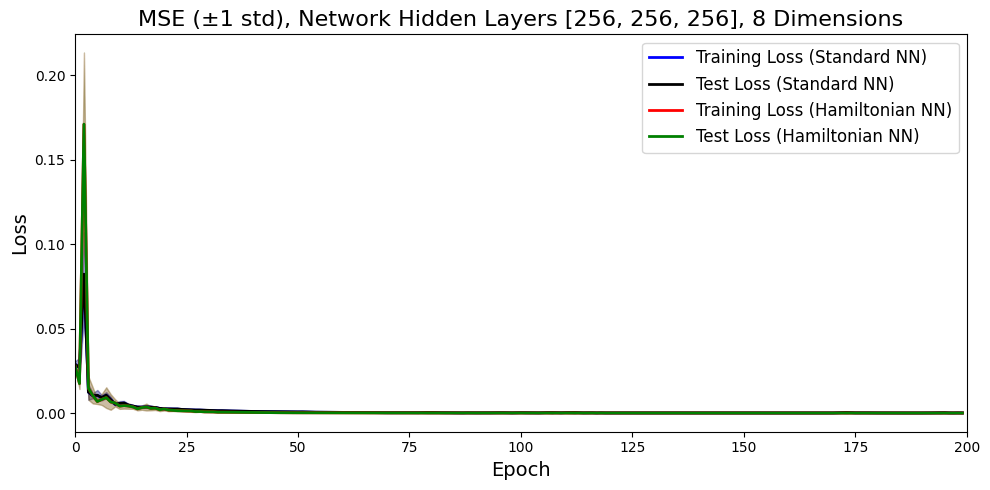 MSE (±1 std), Network Hidden Layers [256, 256, 256], 8 Dimensions
Training Loss (Standard NN)
Test Loss (Standard NN)
Training Loss (Hamiltonian NN)
Test Loss (Hamiltonian NN)
Loss
0.20
0.15
0.10
0.05
0.00
0 25 50 75 100 125 150 175 200
Epoch